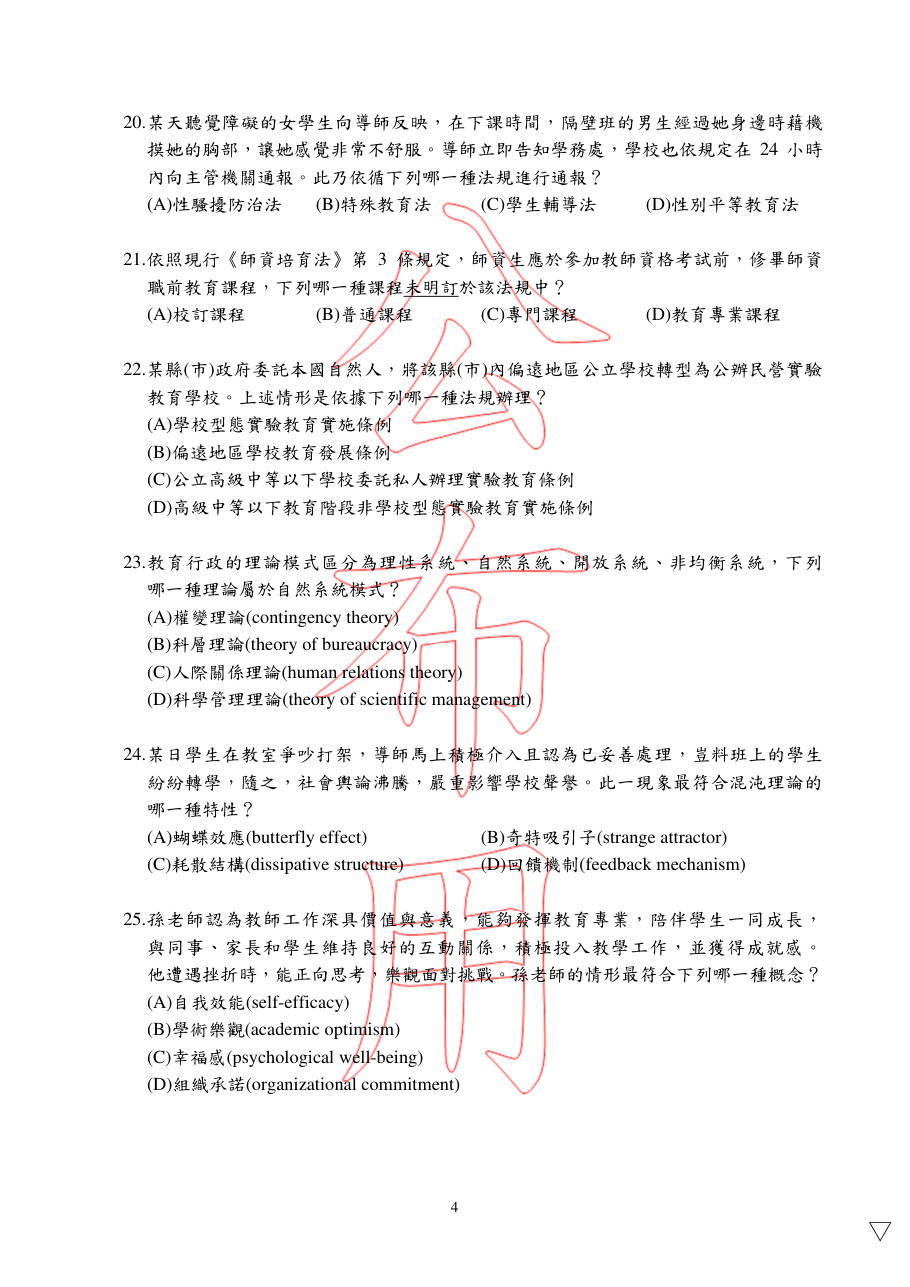 20.某天聽覺障礙的女學生向導師反映，在下課時間，隔壁班的男生經過她身邊時藉機
摸她的胸部，讓她感覺非常不舒服。導師立即告知學務處，學校也依規定在 24 小時
內向主管機關通報。此乃依循下列哪一種法規進行通報？
(A)性騷擾防治法 (B)特殊教育法 (C)學生輔導法 (D)性別平等教育法
21.依照現行《師資培育法》第 3 條規定，師資生應於參加教師資格考試前，修畢師資
職前教育課程，下列哪一種課程未明訂於該法規中？
(A)校訂課程 (B)普通課程 (C)專門課程 (D)教育專業課程
22.某縣(市)政府委託本國自然人，將該縣(市)內偏遠地區公立學校轉型為公辦民營實驗
教育學校。上述情形是依據下列哪一種法規辦理？
(A)學校型態實驗教育實施條例
(B)偏遠地區學校教育發展條例
(C)公立高級中等以下學校委託私人辦理實驗教育條例
(D)高級中等以下教育階段非學校型態實驗教育實施條例
23.教育行政的理論模式區分為理性系統、自然系統、開放系統、非均衡系統，下列
哪一種理論屬於自然系統模式？
(A)權變理論(contingency theory)
(B)科層理論(theory of bureaucracy)
(C)人際關係理論(human relations theory)
(D)科學管理理論(theory of scientific management)
24.某日學生在教室爭吵打架，導師馬上積極介入且認為已妥善處理，豈料班上的學生
紛紛轉學，隨之，社會輿論沸騰，嚴重影響學校聲譽。此一現象最符合混沌理論的
哪一種特性？
(A)蝴蝶效應(butterfly effect) (B)奇特吸引子(strange attractor)
(C)耗散結構(dissipative structure) (D)回饋機制(feedback mechanism)
25.孫老師認為教師工作深具價值與意義，能夠發揮教育專業，陪伴學生一同成長，
與同事、家長和學生維持良好的互動關係，積極投入教學工作，並獲得成就感。
他遭遇挫折時，能正向思考，樂觀面對挑戰。孫老師的情形最符合下列哪一種概念？
(A)自我效能(self-efficacy)
(B)學術樂觀(academic optimism)
(C)幸福感(psychological well-being)
(D)組織承諾(organizational commitment)
公布用
4